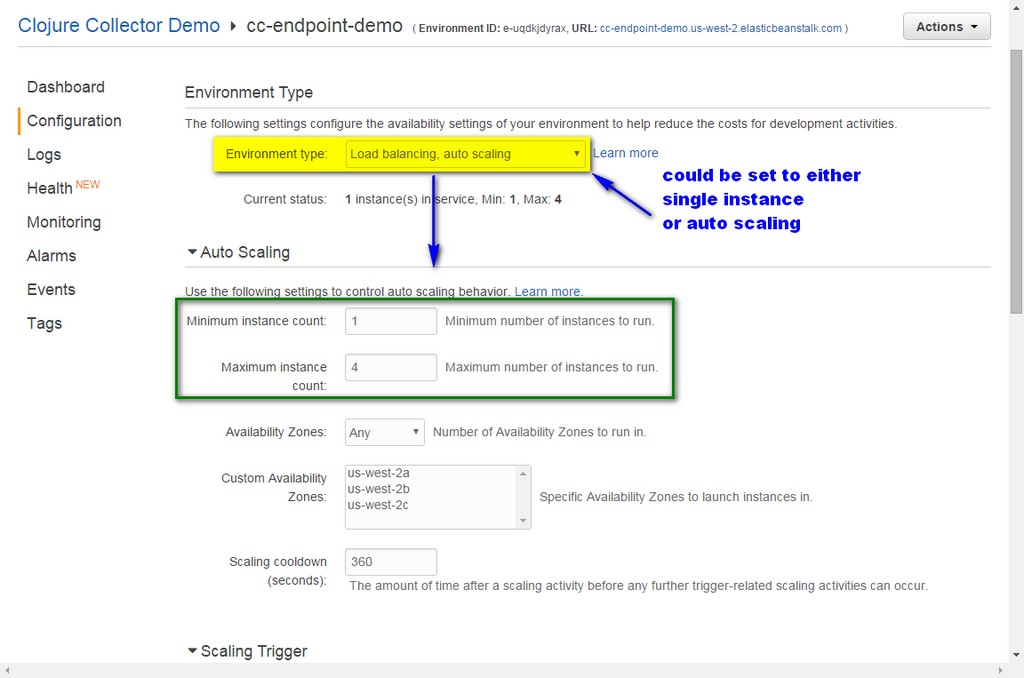 Clojure Collector Demo ▸ cc-endpoint-demo ( Environment ID: e-uqdkjdyrax, URL: cc-endpoint-demo.us-west-2.elasticbeanstalk.com )
Actions
Dashboard
Configuration
Logs
Health NEW
Monitoring
Alarms
Events
Tags
Environment Type
The following settings configure the availability settings of your environment to help reduce the costs for development activities.
Environment type: Load balancing, auto scaling Learn more
could be set to either
single instance
or auto scaling
Current status: 1 instance(s) in service, Min: 1, Max: 4
Auto Scaling
Use the following settings to control auto scaling behavior. Learn more.
Minimum instance count: 1 Minimum number of instances to run.
Maximum instance
count:
4 Maximum number of instances to run.
Availability Zones: Any Number of Availability Zones to run in.
Custom Availability
Zones:
us-west-2a
us-west-2b
us-west-2c
Specific Availability Zones to launch instances in.
Scaling cooldown
(seconds):
360
The amount of time after a scaling activity before any further trigger-related scaling activities can occur.
Scaling Trigger